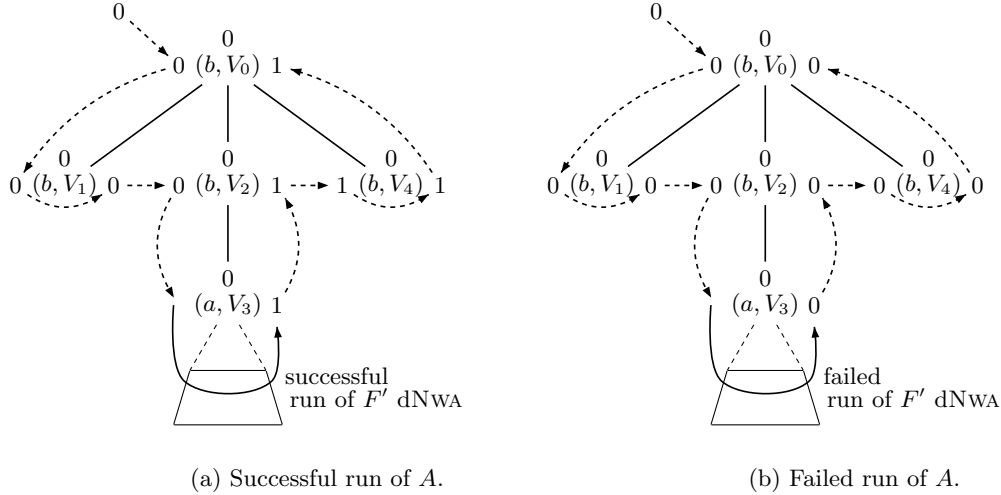 0 0
0 0
0 (b, V₀) 1 0 (b, V₀) 0
0 0 0 0 0 0
0 (b, V₁) 0 0 (b, V₂) 1 1 (b, V₄) 1 0 (b, V₁) 0 0 (b, V₂) 0 0 (b, V₄) 0
0 0
(a, V₃) 1 (a, V₃) 0
successful failed
run of F′ dNWA run of F′ dNWA
(a) Successful run of A. (b) Failed run of A.